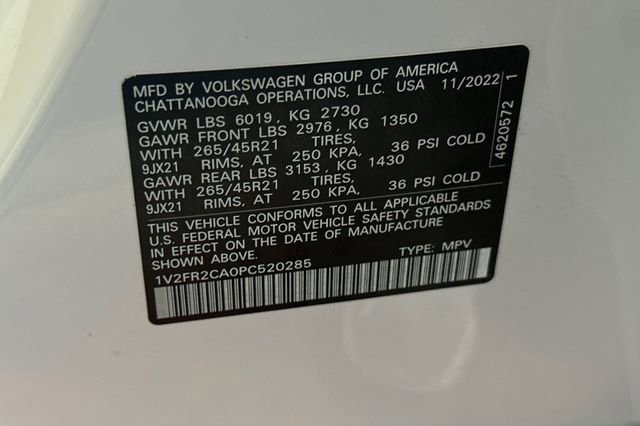 MFD BY VOLKSWAGEN GROUP OF AMERICA
CHATTANOOGA OPERATIONS, LLC. USA 11/2022
GVWR LBS 6019, KG 2730
GAWR FRONT LBS 2976, KG 1350
WITH 265/45R21 TIRES,
9JX21 RIMS, AT 250 KPA, 36 PSI COLD
GAWR REAR LBS 3153, KG 1430
WITH 265/45R21 TIRES,
9JX21 RIMS, AT 250 KPA, 36 PSI COLD
THIS VEHICLE CONFORMS TO ALL APPLICABLE
U.S. FEDERAL MOTOR VEHICLE SAFETY STANDARDS
IN EFFECT ON THE DATE OF MANUFACTURE
SHOWN ABOVE. TYPE: MPV
1V2FR2CA0PC520285
4620572 1